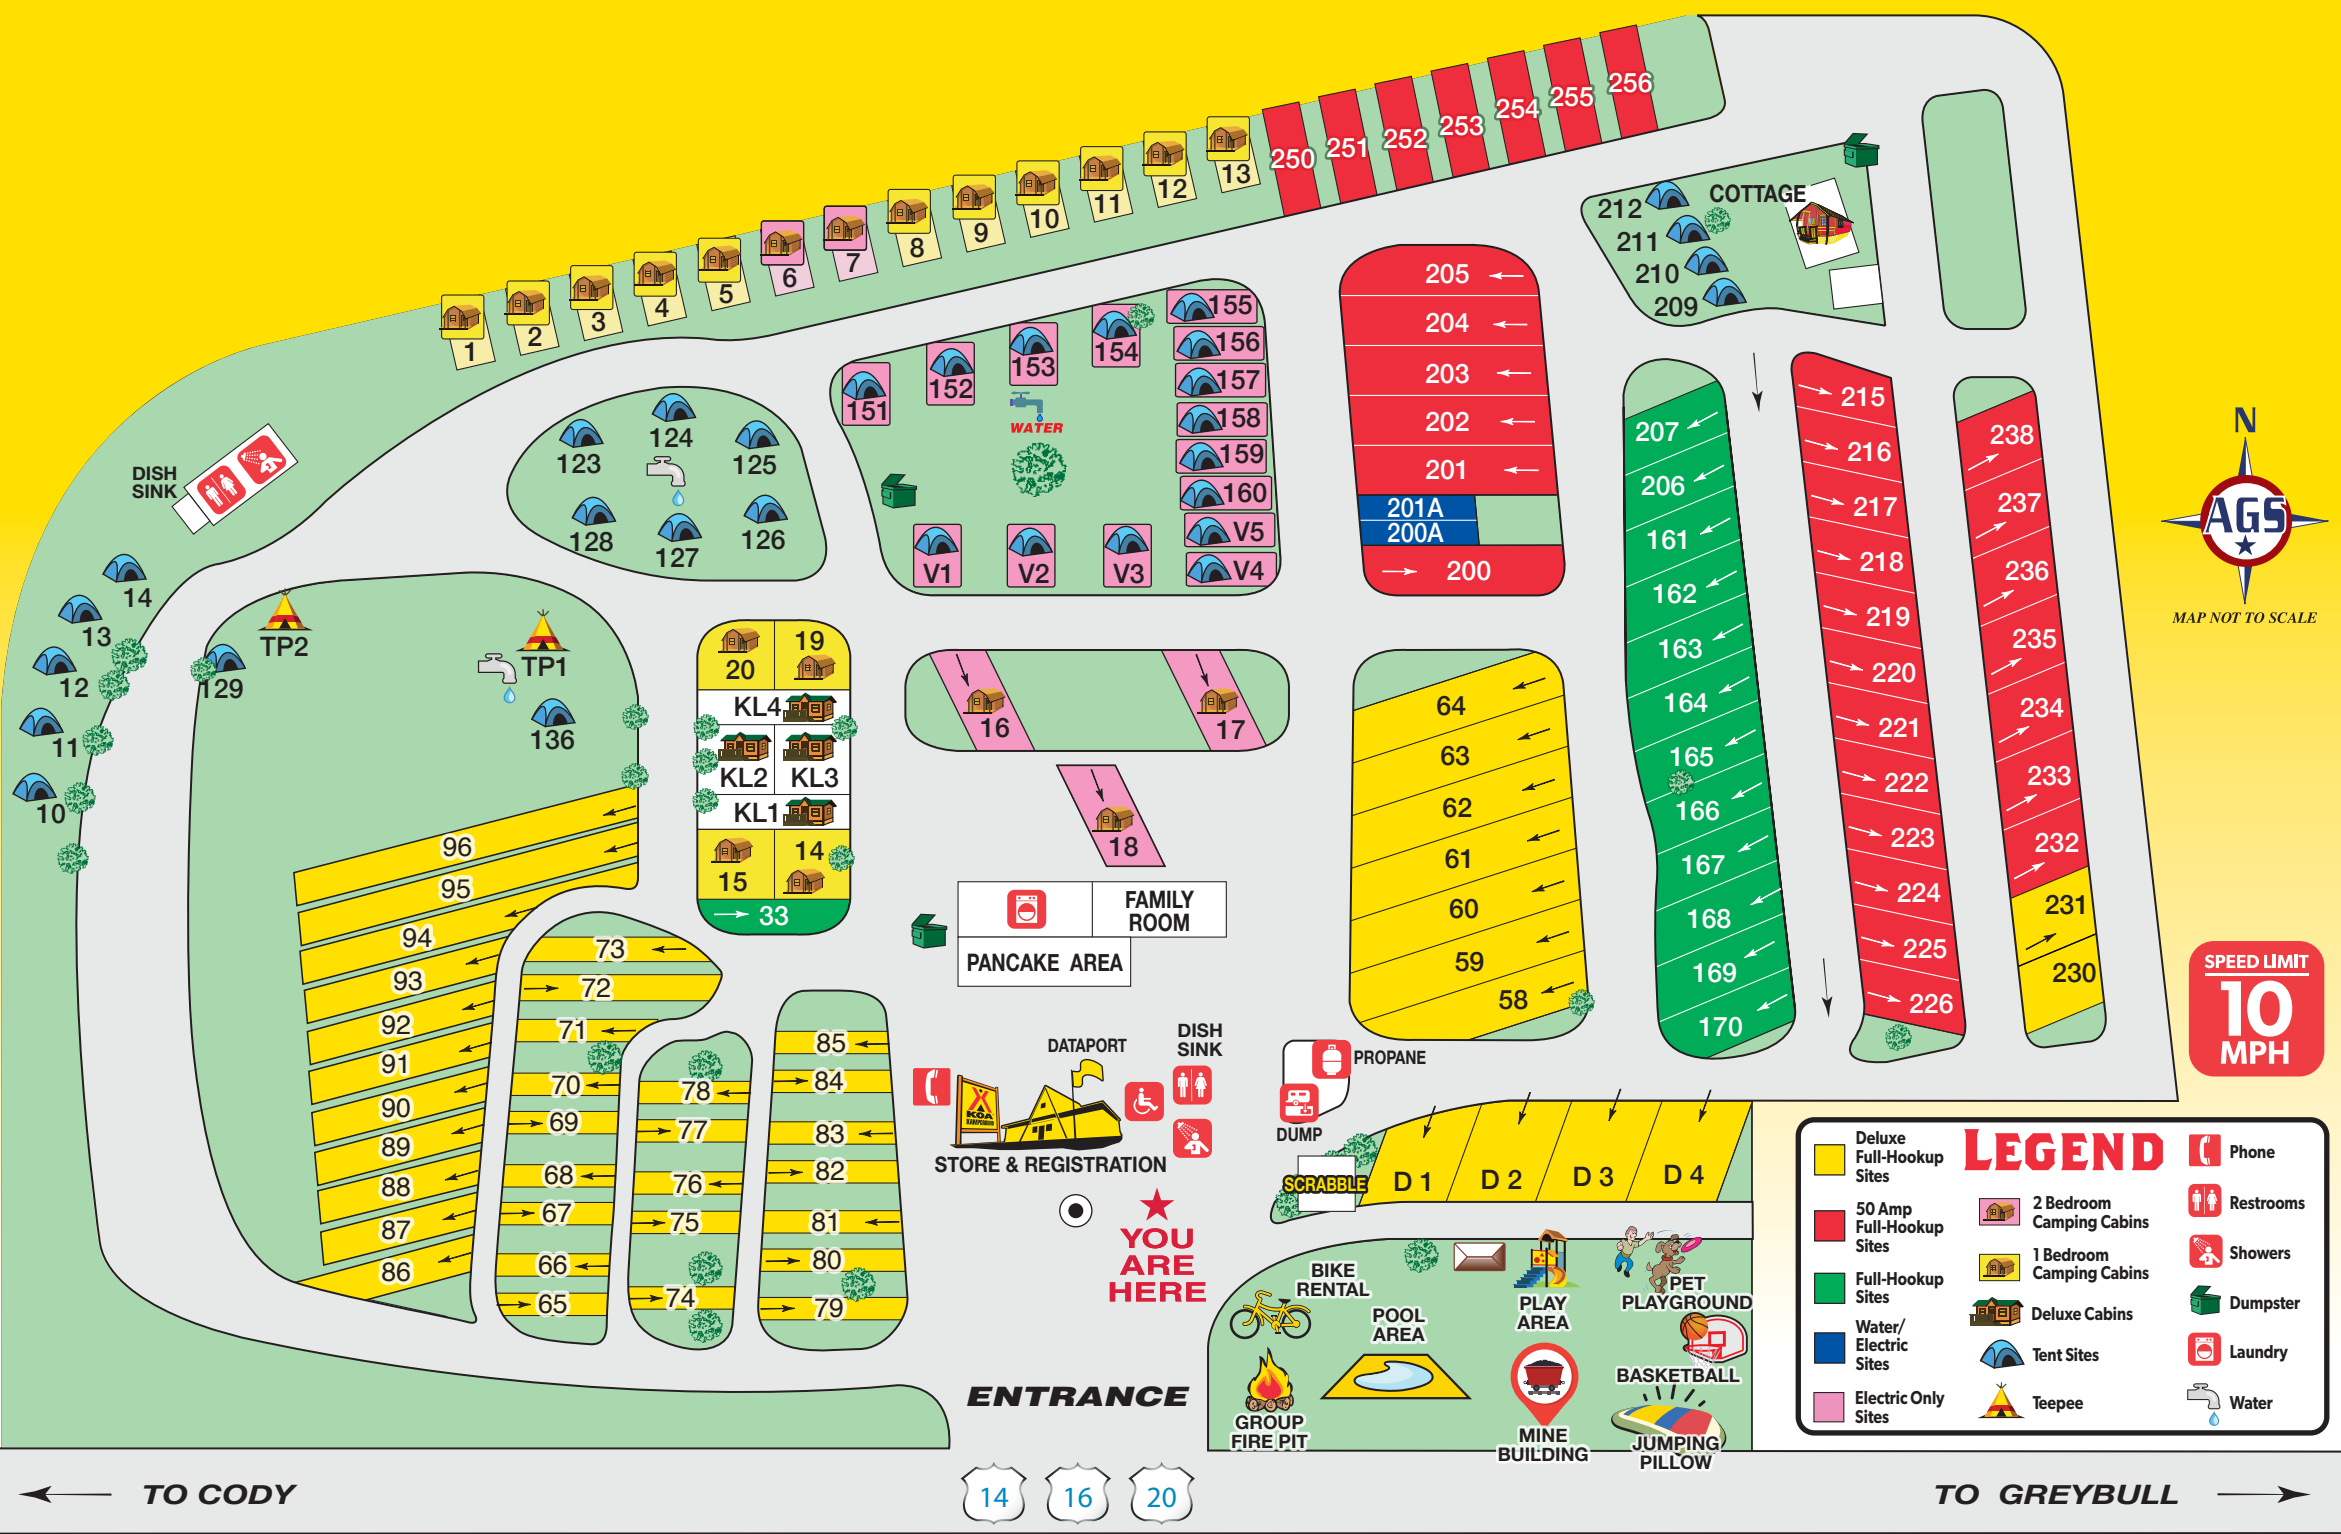 250
251
252
253
254
255
256
1
2
3
4
5
6
7
8
9
10
11
12
13
COTTAGE
212
211
210
209
205
204
203
202
201
201A
200A
200
151
152
153
154
155
156
157
158
159
160
V5
V4
V1
V2
V3
WATER
123
124
125
126
127
128
DISH
SINK
14
13
12
11
10
TP2
TP1
129
136
20
19
KL4
KL2
KL3
KL1
15
14
33
16
17
18
FAMILY
ROOM
PANCAKE AREA
64
63
62
61
60
59
58
207
206
161
162
163
164
165
166
167
168
169
170
215
216
217
218
219
220
221
222
223
224
225
226
238
237
236
235
234
233
232
231
230
N
AGS
MAP NOT TO SCALE
SPEED LIMIT
10
MPH
96
95
94
93
92
91
90
89
88
87
86
73
72
71
70
69
68
67
66
65
78
77
76
75
74
85
84
83
82
81
80
79
DATAPORT
DISH
SINK
KOA
KAMPGROUND
STORE & REGISTRATION
YOU
ARE
HERE
PROPANE
DUMP
SCRABBLE
D 1
D 2
D 3
D 4
BIKE
RENTAL
POOL
AREA
PLAY
AREA
PET
PLAYGROUND
BASKETBALL
GROUP
FIRE PIT
MINE
BUILDING
JUMPING
PILLOW
LEGEND
Deluxe
Full-Hookup
Sites
50 Amp
Full-Hookup
Sites
Full-Hookup
Sites
Water/
Electric
Sites
Electric Only
Sites
2 Bedroom
Camping Cabins
1 Bedroom
Camping Cabins
Deluxe Cabins
Tent Sites
Teepee
Phone
Restrooms
Showers
Dumpster
Laundry
Water
ENTRANCE
TO CODY
14
16
20
TO GREYBULL